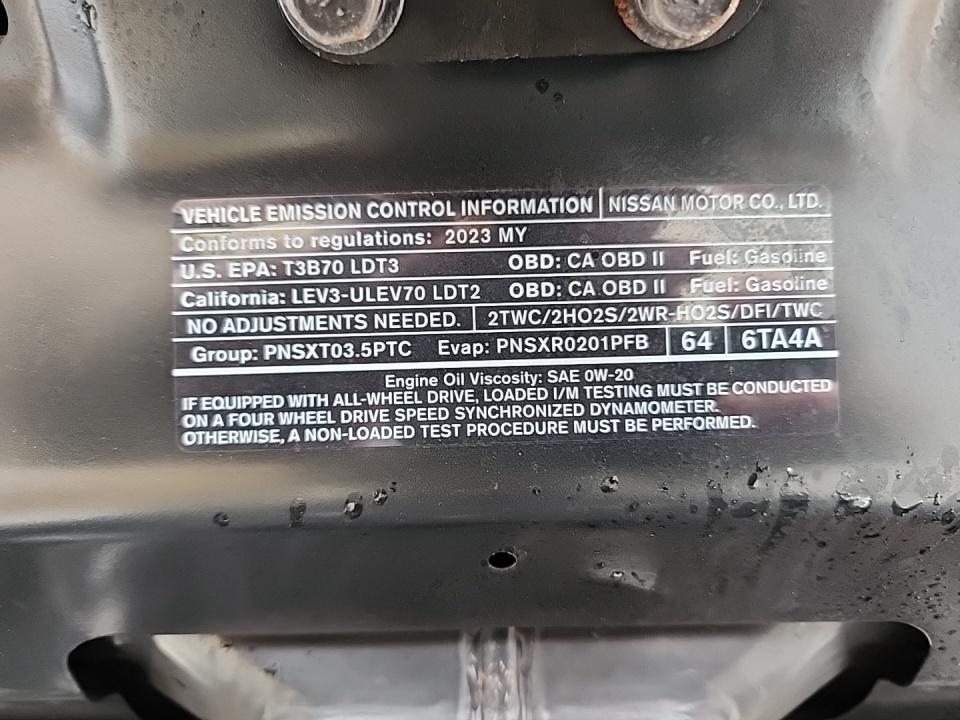 VEHICLE EMISSION CONTROL INFORMATION NISSAN MOTOR CO., LTD.
Conforms to regulations: 2023 MY
U.S. EPA: T3B70 LDT3 OBD: CA OBD II Fuel: Gasoline
California: LEV3-ULEV70 LDT2 OBD: CA OBD II Fuel: Gasoline
NO ADJUSTMENTS NEEDED. 2TWC/2HO2S/2WR-HO2S/DFI/TWC
Group: PNSXT03.5PTC Evap: PNSXR0201PFB 64 6TA4A
Engine Oil Viscosity: SAE 0W-20
IF EQUIPPED WITH ALL-WHEEL DRIVE, LOADED I/M TESTING MUST BE CONDUCTED
ON A FOUR WHEEL DRIVE SPEED SYNCHRONIZED DYNAMOMETER.
OTHERWISE, A NON-LOADED TEST PROCEDURE MUST BE PERFORMED.